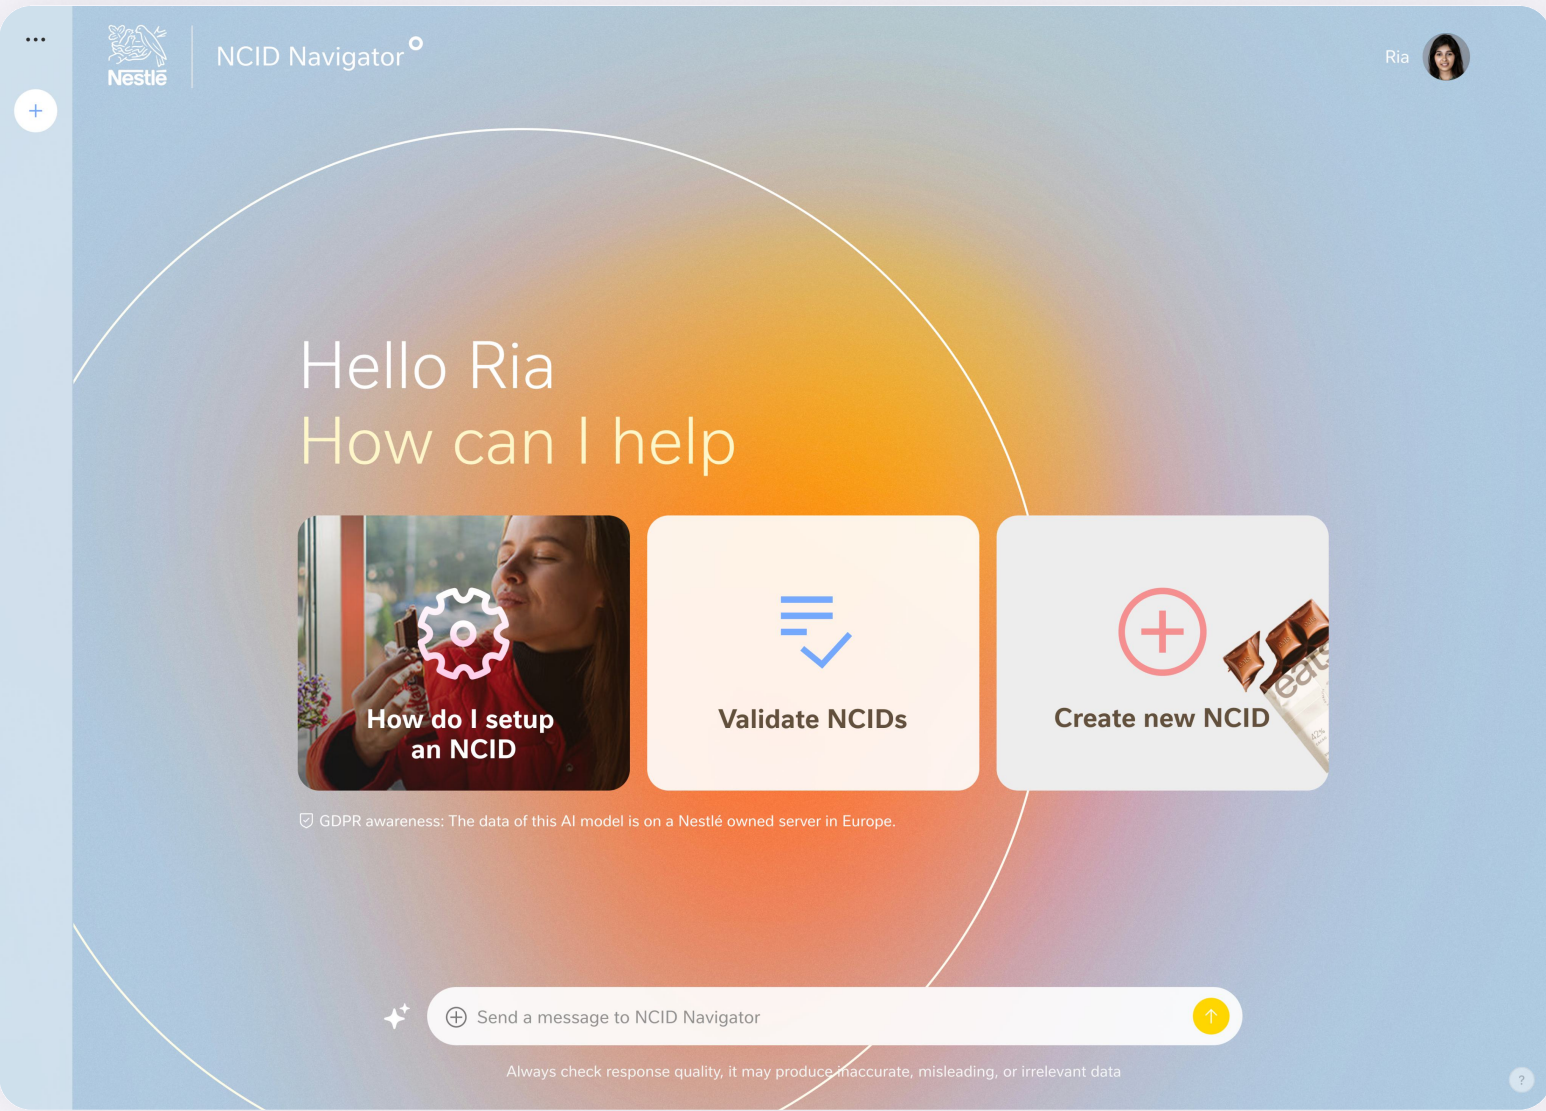 ...
Nestlé
NCID Navigator
Ria
Hello Ria
How can I help
How do I setup
an NCID
Validate NCIDs
Create new NCID
eats
42%
GDPR awareness: The data of this AI model is on a Nestlé owned server in Europe.
Send a message to NCID Navigator
Always check response quality, it may produce inaccurate, misleading, or irrelevant data
?